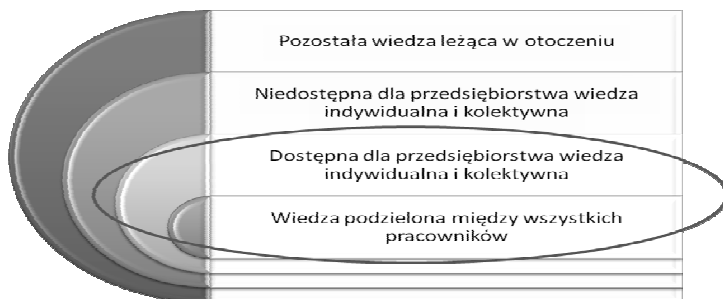 Pozostała wiedza leżąca w otoczeniu
Niedostępna dla przedsiębiorstwa wiedza
indywidualna i kolektywna
Dostępna dla przedsiębiorstwa wiedza
indywidualna i kolektywna
Wiedza podzielona między wszystkich
pracowników